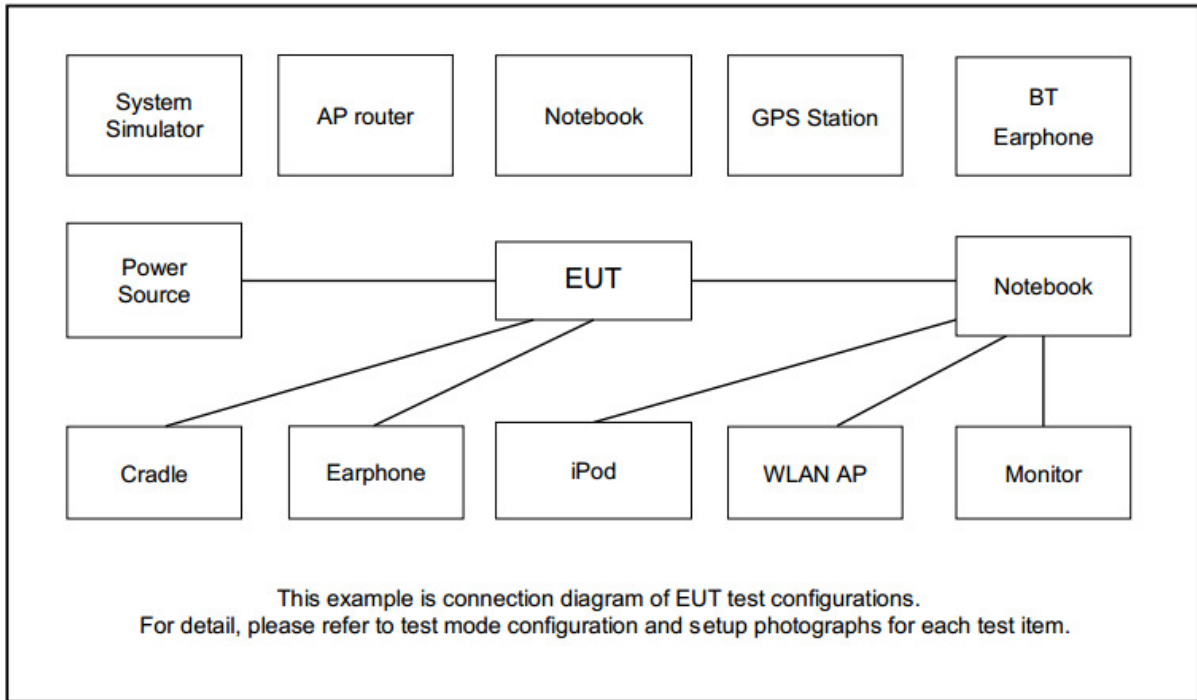 System
Simulator
AP router
Notebook
GPS Station
BT
Earphone
Power
Source
EUT
Notebook
Cradle
Earphone
iPod
WLAN AP
Monitor
This example is connection diagram of EUT test configurations.
For detail, please refer to test mode configuration and setup photographs for each test item.